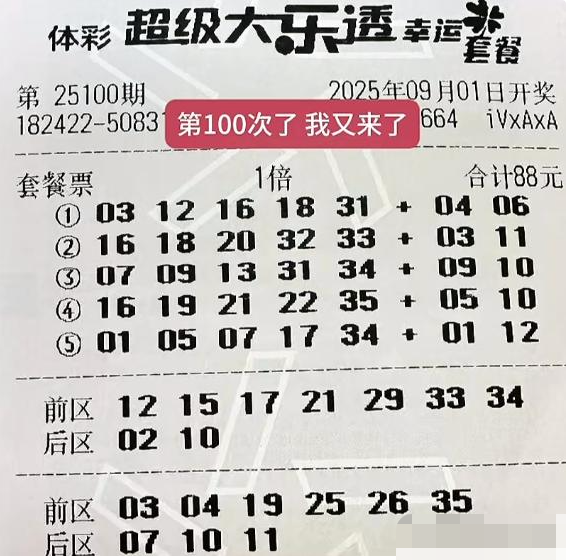 体彩 超级大乐透 幸运套餐
第 25100期 2025年09月01日开奖
182422-5083 664 iVxAxA
第100次了 我又来了
套餐票 1倍 合计88元
① 03 12 16 18 31 + 04 06
② 16 18 20 32 33 + 03 11
③ 07 09 13 31 34 + 09 10
④ 16 19 21 22 35 + 05 10
⑤ 01 05 07 17 34 + 01 12
前区 12 15 17 21 29 33 34
后区 02 10
前区 03 04 19 25 26 35
后区 07 10 11